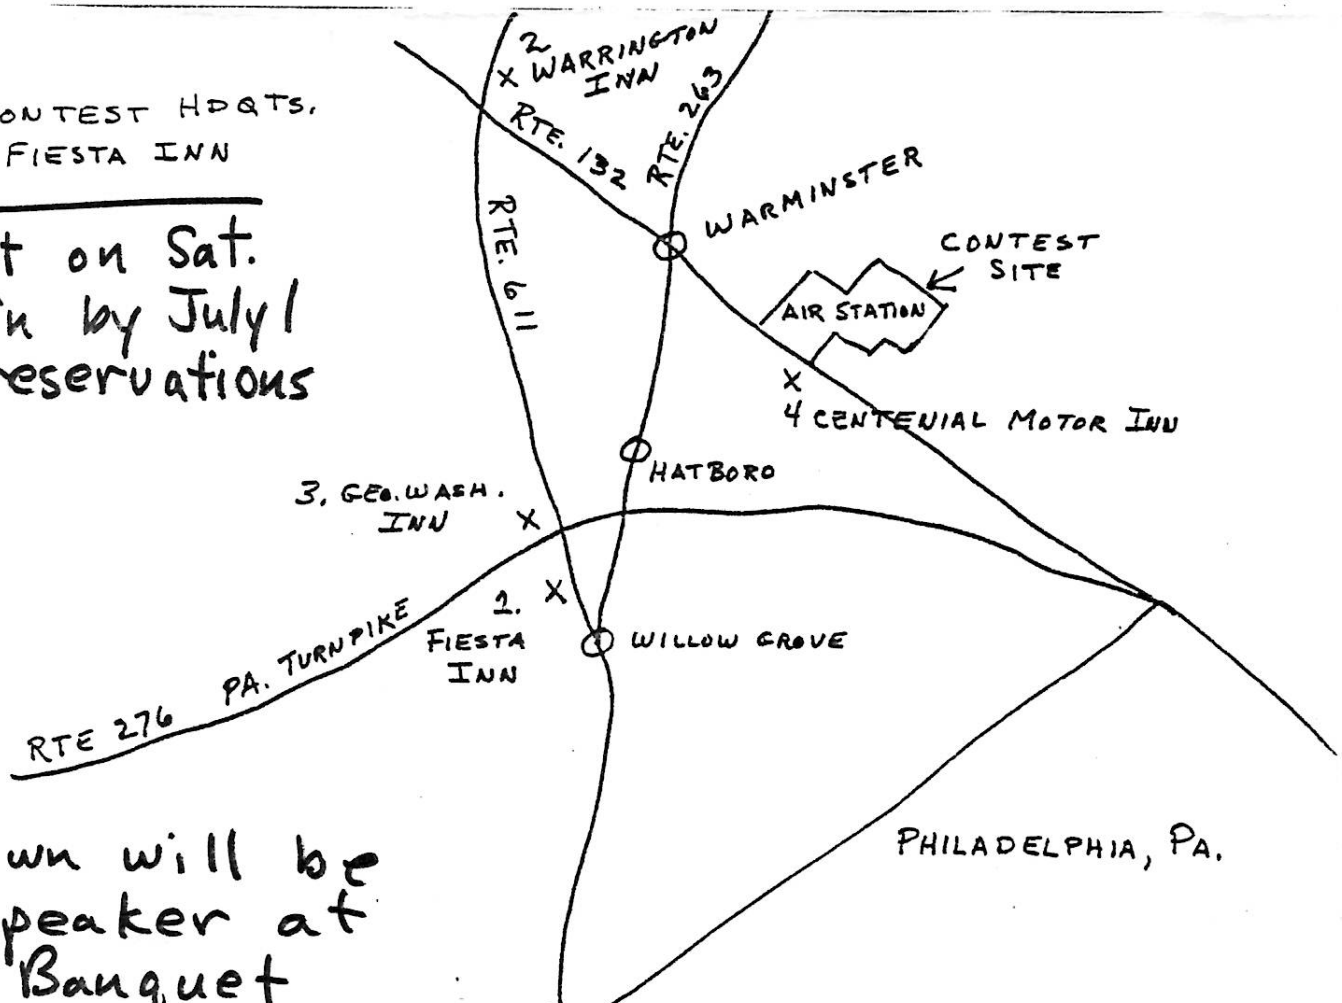 ONTEST HDQTS.
FIESTA INN
t on Sat.
n by July 1
eservations
wn will be
peaker at
Banquet
2
X WARRINGTON
INN
RTE. 263
RTE. 132
RTE. 611
WARMINSTER
CONTEST
SITE
AIR STATION
X
4 CENTENIAL MOTOR INN
HATBORO
3. GEO. WASH.
INN X
1. X
FIESTA
INN
WILLOW GROVE
RTE 276 PA. TURNPIKE
PHILADELPHIA, PA.